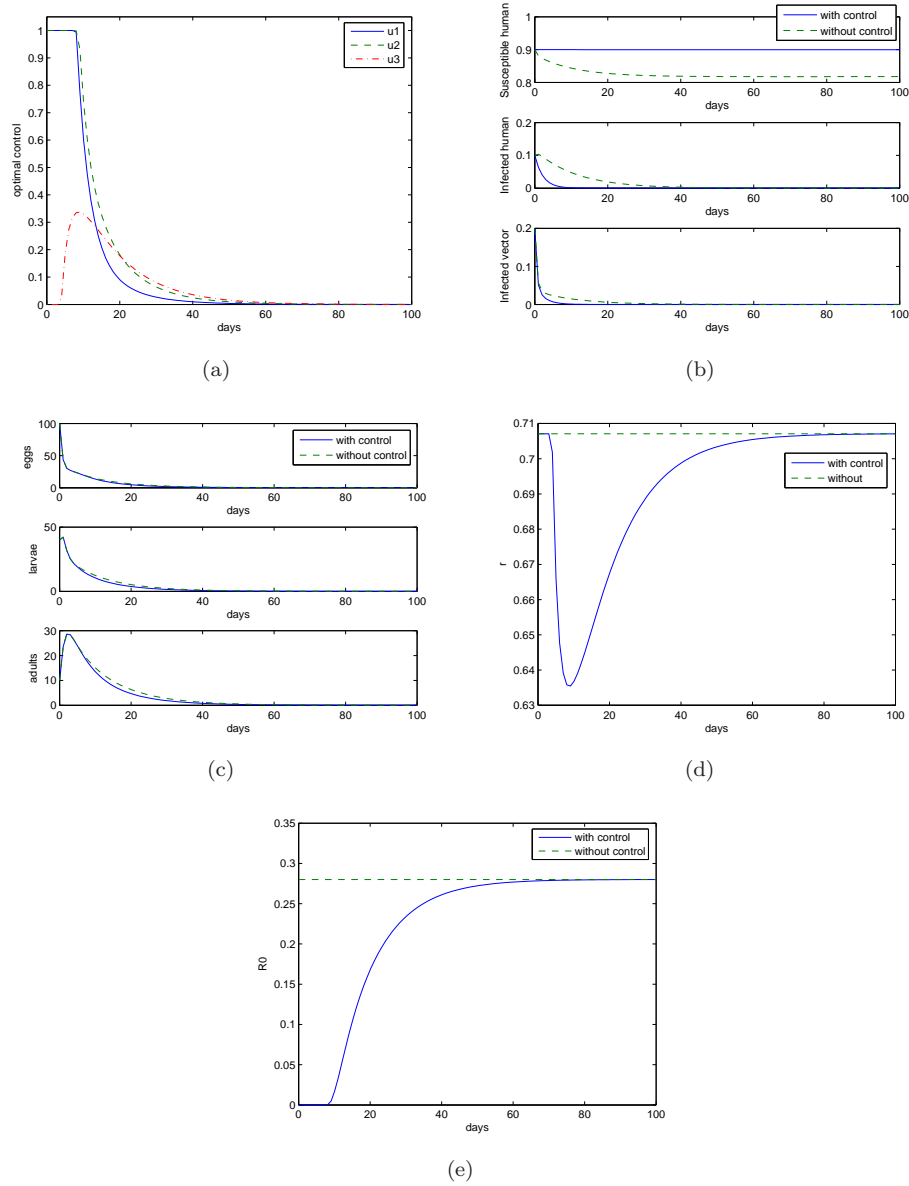 1
0.9
0.8
0.7
0.6
0.5
0.4
0.3
0.2
0.1
0
optimal control
0 20 40 60 80 100
days
u1
u2
u3
(a)
1
0.9
0.8
Susceptible human
0 20 40 60 80 100
days
with control
without control
0.2
0.1
0
Infected human
0 20 40 60 80 100
days
0.2
0.1
0
Infected vector
0 20 40 60 80 100
days
(b)
100
50
0
eggs
0 20 40 60 80 100
days
with control
without control
50
0
larvae
0 20 40 60 80 100
days
30
20
10
0
adults
0 20 40 60 80 100
days
(c)
0.71
0.7
0.69
0.68
0.67
0.66
0.65
0.64
0.63
r
0 20 40 60 80 100
days
with control
without
(d)
0.35
0.3
0.25
0.2
0.15
0.1
0.05
0
R0
0 20 40 60 80 100
days
with control
without control
(e)